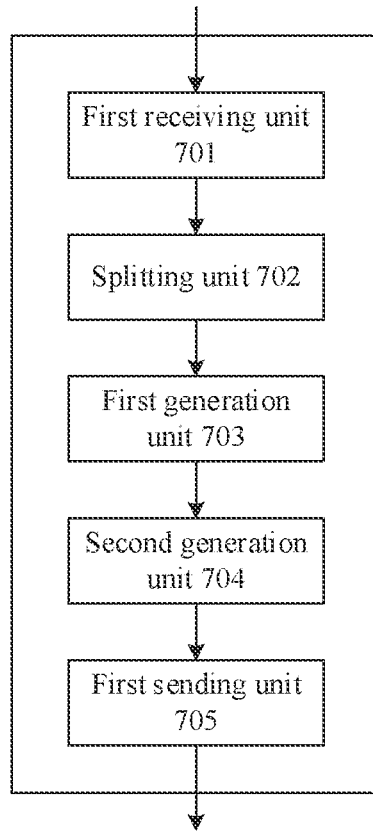 First receiving unit
701
Splitting unit 702
First generation
unit 703
Second generation
unit 704
First sending unit
705